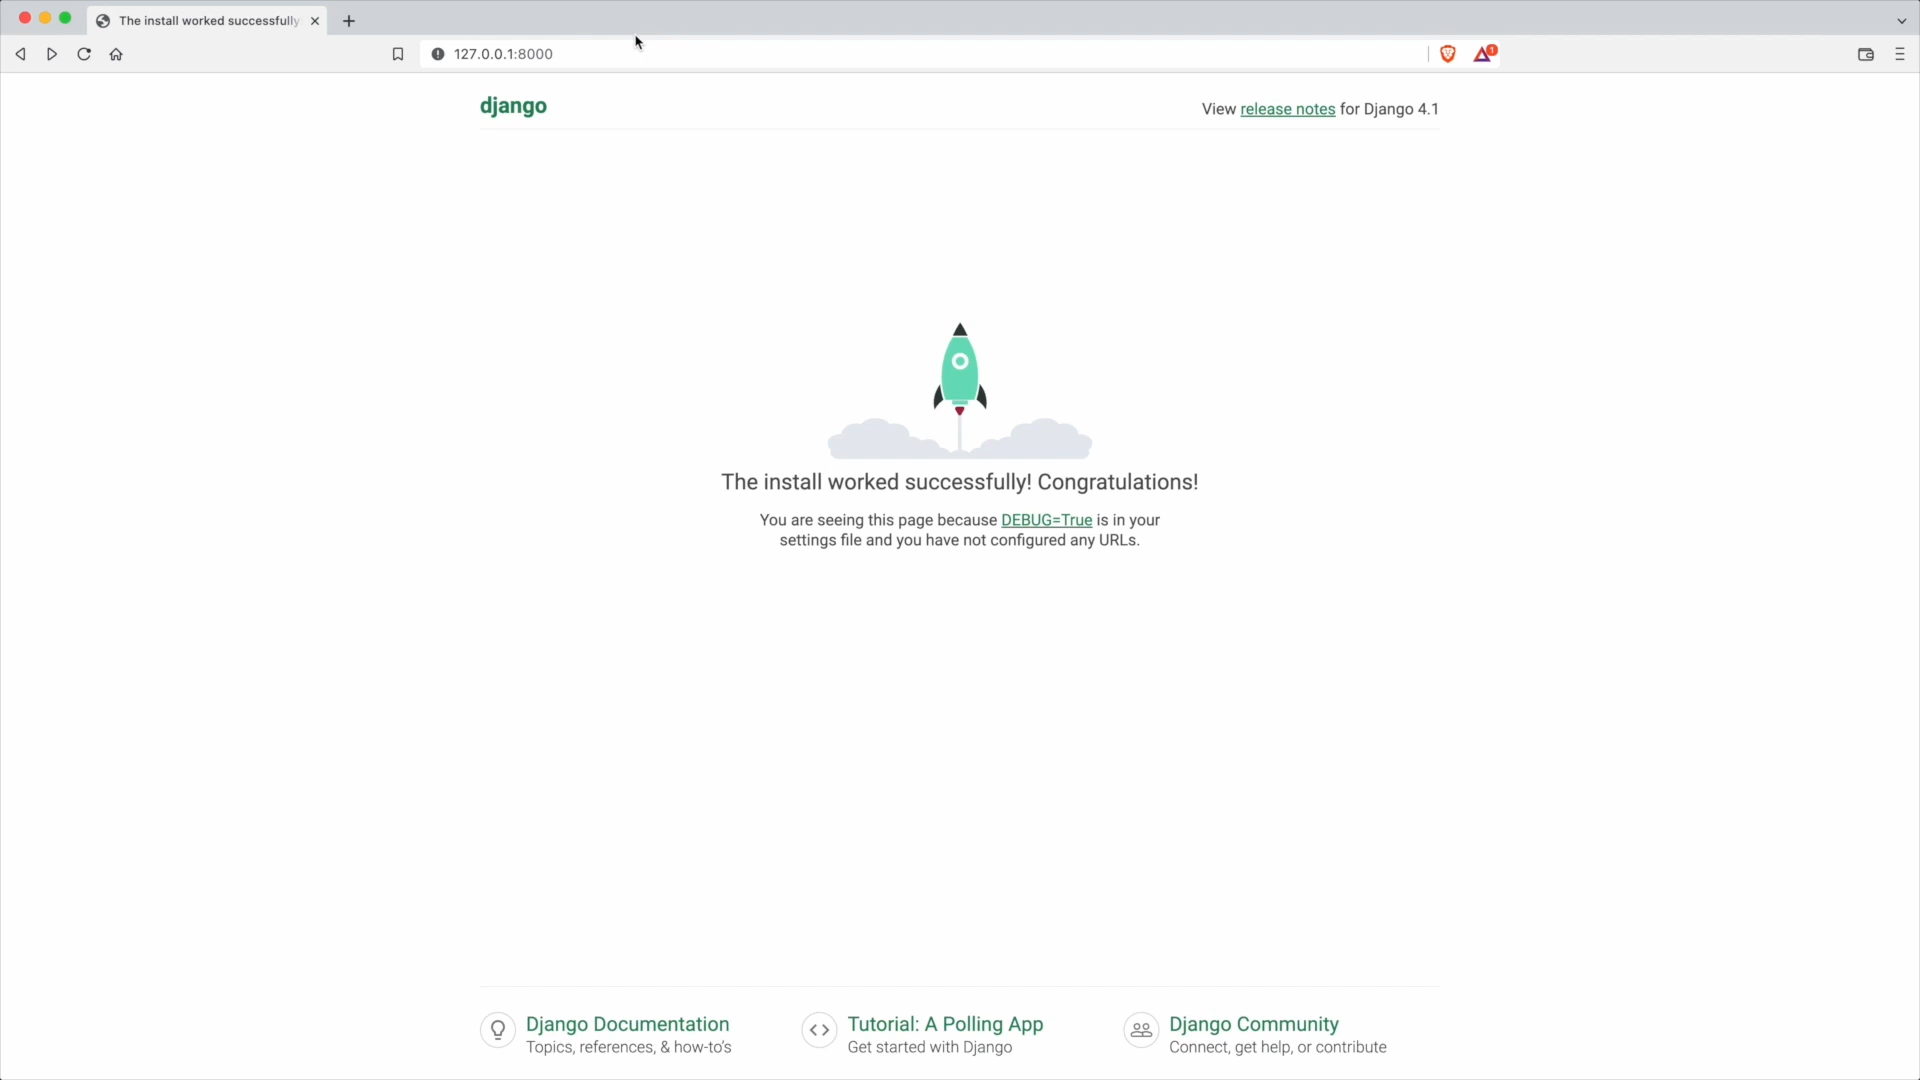 The install worked successfully
127.0.0.1:8000
1
django
View release notes for Django 4.1
The install worked successfully! Congratulations!
You are seeing this page because DEBUG=True is in your
settings file and you have not configured any URLs.
Django Documentation
Topics, references, & how-to’s
Tutorial: A Polling App
Get started with Django
Django Community
Connect, get help, or contribute